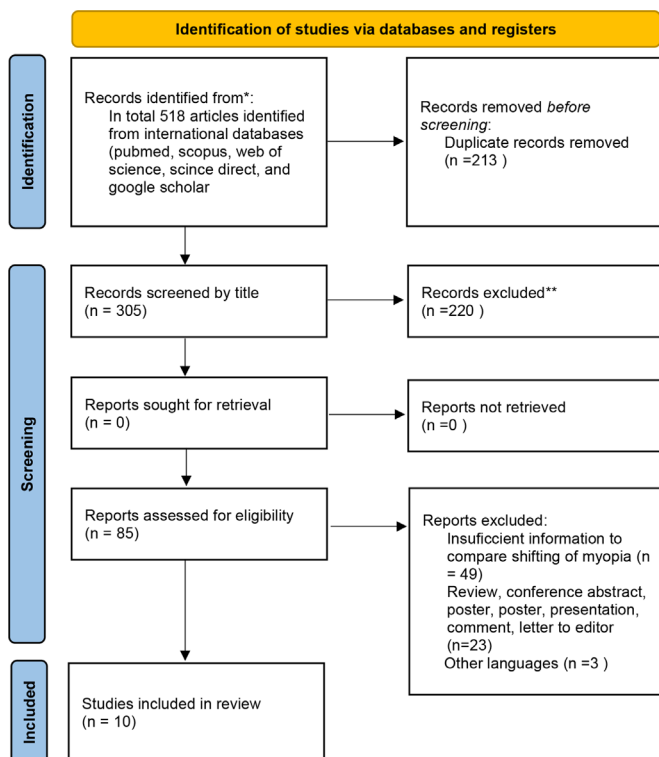 Identification of studies via databases and registers
Identification
Records identified from*:
In total 518 articles identified
from international databases
(pubmed, scopus, web of
science, scince direct, and
google scholar
Records removed before
screening:
Duplicate records removed
(n =213 )
Screening
Records screened by title
(n = 305)
Records excluded**
(n =220 )
Reports sought for retrieval
(n = 0)
Reports not retrieved
(n =0 )
Reports assessed for eligibility
(n = 85)
Reports excluded:
Insuficcient information to
compare shifting of myopia (n
= 49)
Review, conference abstract,
poster, poster, presentation,
comment, letter to editor
(n=23)
Other languages (n =3 )
Included
Studies included in review
(n = 10)